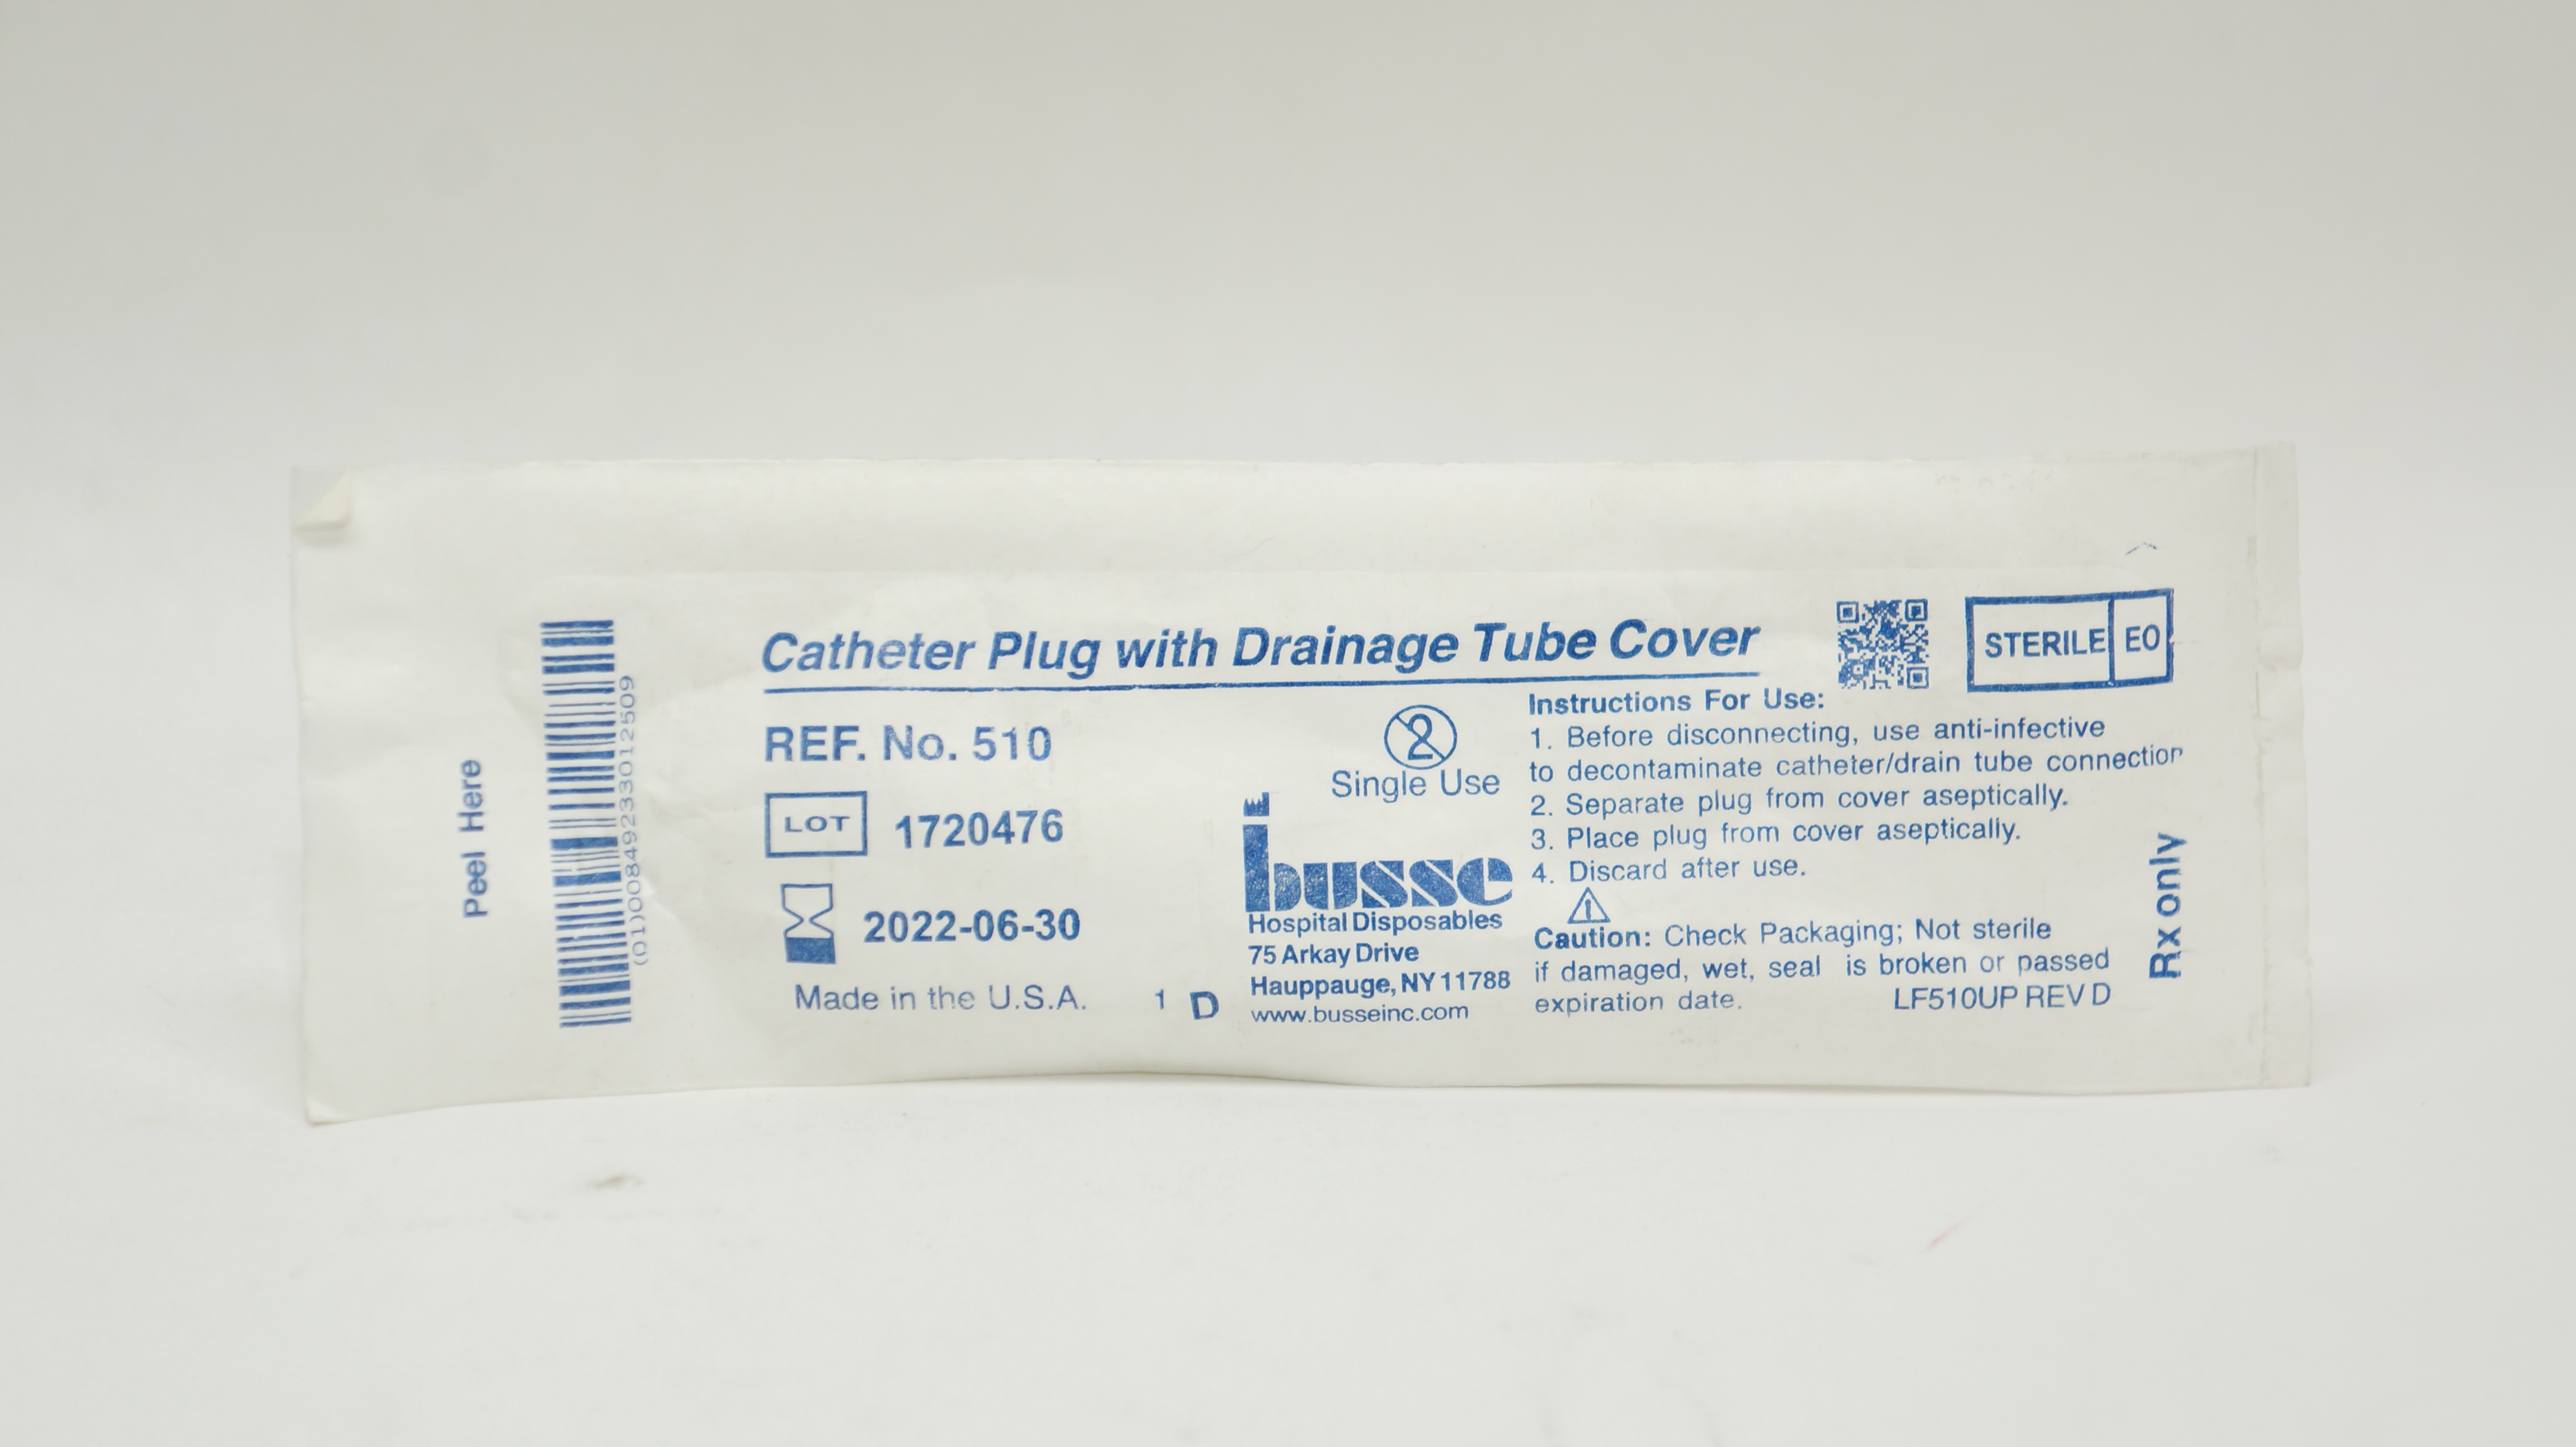 Peel Here
(01)00849233012509
Catheter Plug with Drainage Tube Cover
REF. No. 510
LOT 1720476
2022-06-30
Made in the U.S.A.
1 D
2
Single Use
busse
Hospital Disposables
75 Arkay Drive
Hauppauge, NY 11788
www.busseinc.com
STERILE EO
Instructions For Use:
1. Before disconnecting, use anti-infective
to decontaminate catheter/drain tube connection
2. Separate plug from cover aseptically.
3. Place plug from cover aseptically.
4. Discard after use.
Caution: Check Packaging; Not sterile
if damaged, wet, seal is broken or passed
expiration date.
LF510UP REV D
Rx only